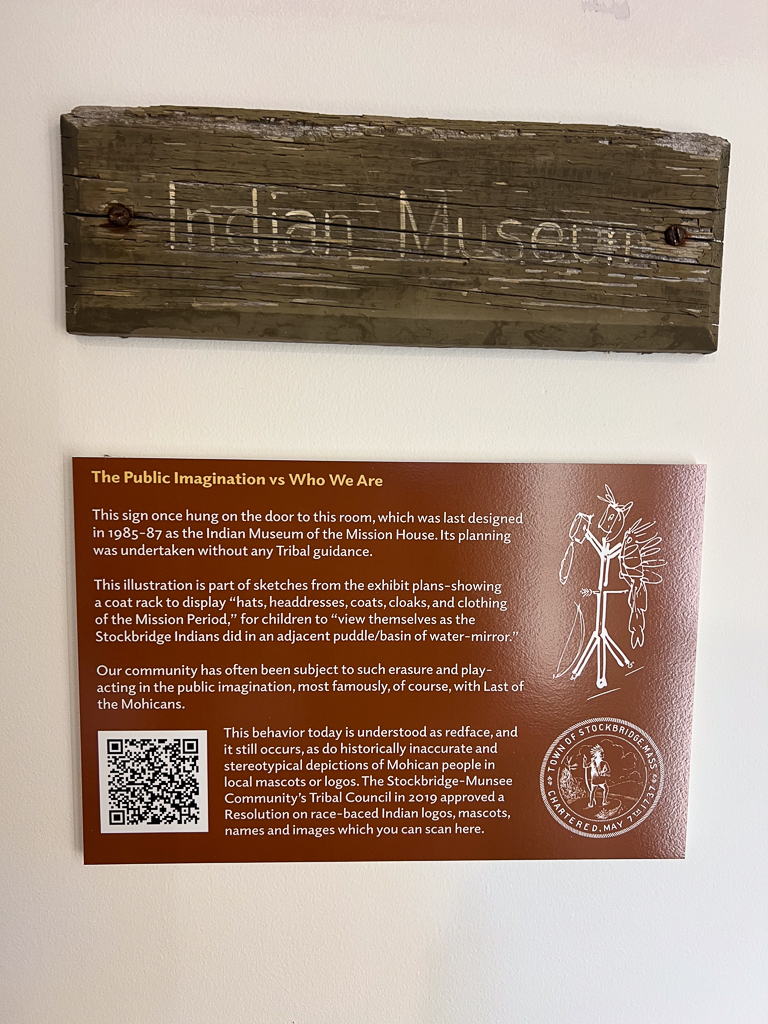 Indian Museum
The Public Imagination vs Who We Are
This sign once hung on the door to this room, which was last designed
in 1985-87 as the Indian Museum of the Mission House. Its planning
was undertaken without any Tribal guidance.
This illustration is part of sketches from the exhibit plans-showing
a coat rack to display “hats, headdresses, coats, cloaks, and clothing
of the Mission Period,” for children to “view themselves as the
Stockbridge Indians did in an adjacent puddle/basin of water-mirror.”
Our community has often been subject to such erasure and play-
acting in the public imagination, most famously, of course, with Last of
the Mohicans.
This behavior today is understood as redface, and
it still occurs, as do historically inaccurate and
stereotypical depictions of Mohican people in
local mascots or logos. The Stockbridge-Munsee
Community's Tribal Council in 2019 approved a
Resolution on race-baced Indian logos, mascots,
names and images which you can scan here.
TOWN OF STOCKBRIDGE, MASS.
CHARTERED, MAY 7TH 1737